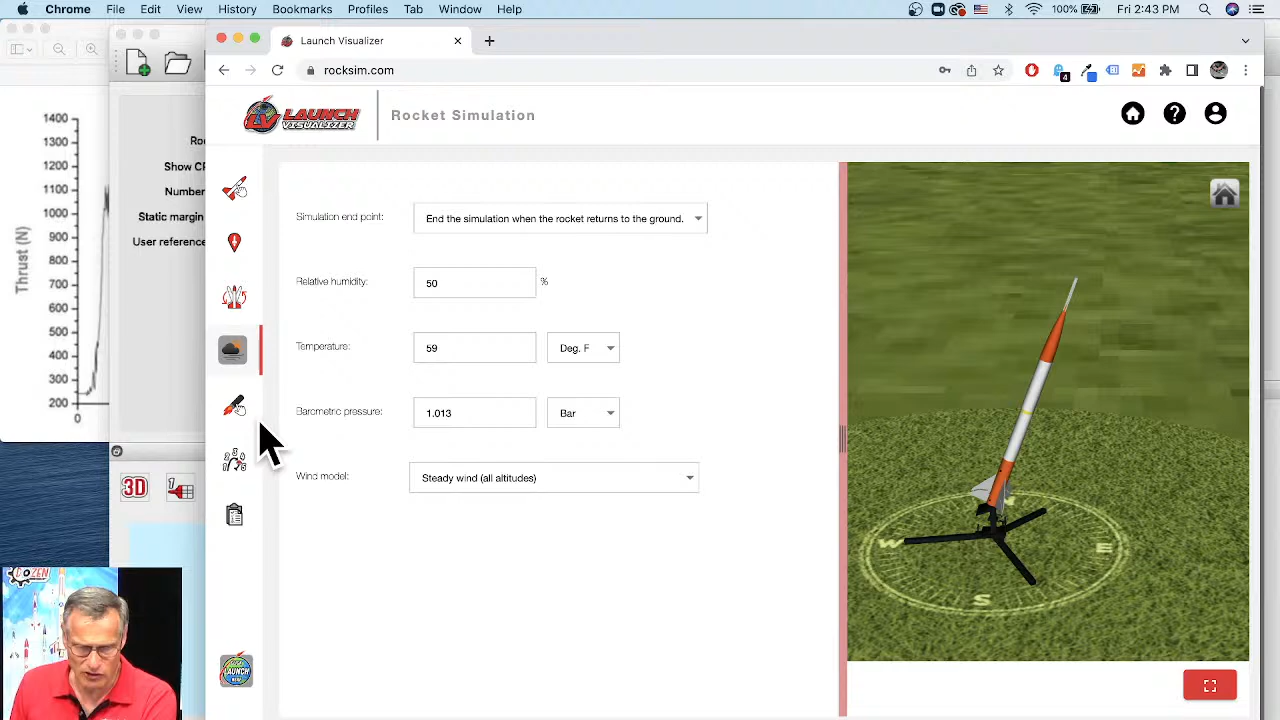 Chrome File Edit View History Bookmarks Profiles Tab Window Help 100% Fri 2:43 PM
Launch Visualizer
rocksim.com
4
LAUNCH VISUALIZER
Rocket Simulation
?
1400
1300
1200
1100
1000
900
800
700
600
500
400
300
200
0
Thrust (N)
Show
Number
Static margin
User reference
3D
1
Simulation end point: End the simulation when the rocket returns to the ground.
Relative humidity: 50 %
Temperature: 59 Deg. F
Barometric pressure: 1.013 Bar
Wind model: Steady wind (all altitudes)
W
E
S
LAUNCH